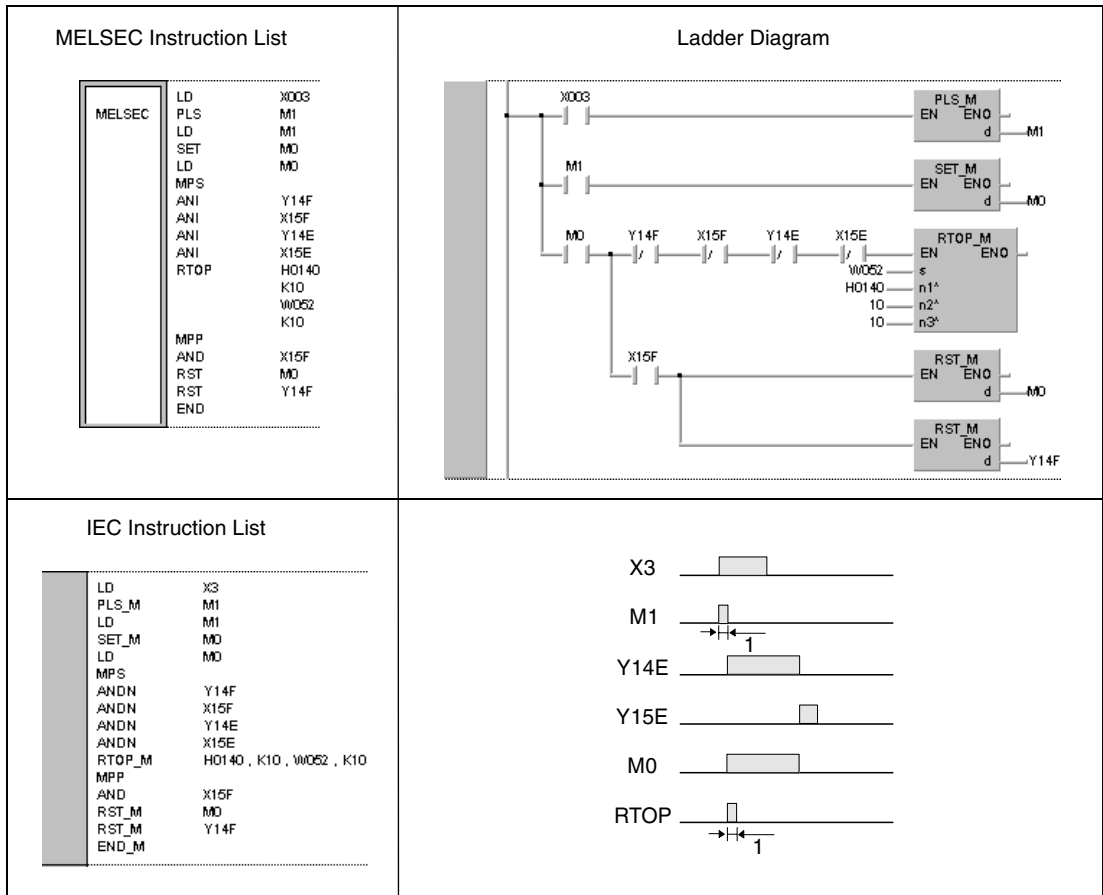 MELSEC Instruction List
MELSEC
LD X003
PLS M1
LD M1
SET M0
LD M0
MPS
ANI Y14F
ANI X15F
ANI Y14E
ANI X15E
RTOP H0140
K10
W052
K10
MPP
AND X15F
RST M0
RST Y14F
END
Ladder Diagram
X003
PLS_M
EN ENO
d M1
M1
SET_M
EN ENO
d M0
M0 Y14F X15F Y14E X15E
RTOP_M
EN ENO
W052 s
H0140 n1^
10 n2^
10 n3^
X15F
RST_M
EN ENO
d M0
RST_M
EN ENO
d Y14F
IEC Instruction List
LD X3
PLS_M M1
LD M1
SET_M M0
LD M0
MPS
ANDN Y14F
ANDN X15F
ANDN Y14E
ANDN X15E
RTOP_M H0140 , K10 , W052 , K10
MPP
AND X15F
RST_M M0
RST_M Y14F
END_M
X3
M1
1
Y14E
Y15E
M0
RTOP
1